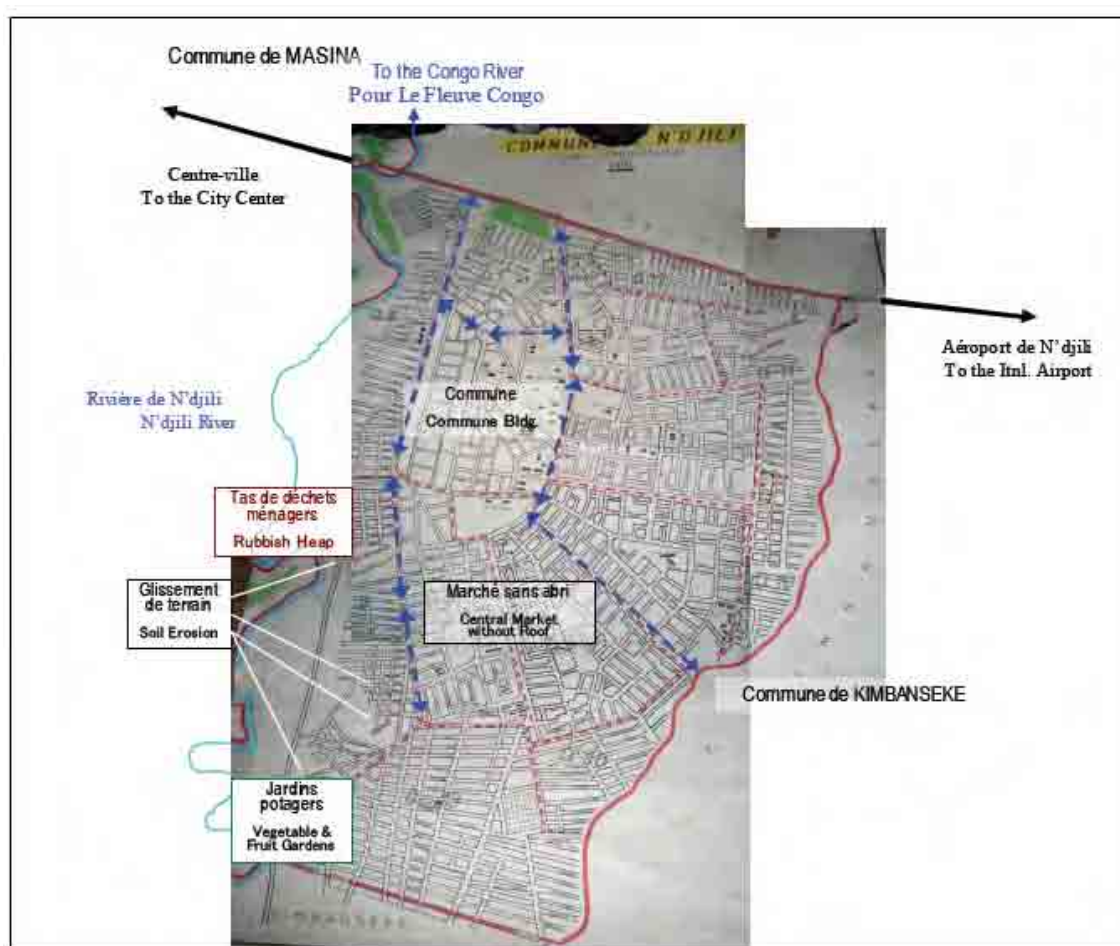 Commune de MASINA
To the Congo River
Pour Le Fleuve Congo
COMMUNE N'DJILI
Centre-ville
To the City Center
Aéroport de N'djili
To the Itnl. Airport
Commune
Commune Bldg.
Riviére de N'djili
N'djili River
Tas de déchets
ménagers
Rubbish Heap
Glissement
de terrain
Soil Erosion
Marché sans abri
Central Market
without Roof
Commune de KIMBANSEKE
Jardins
potagers
Vegetable &
Fruit Gardens